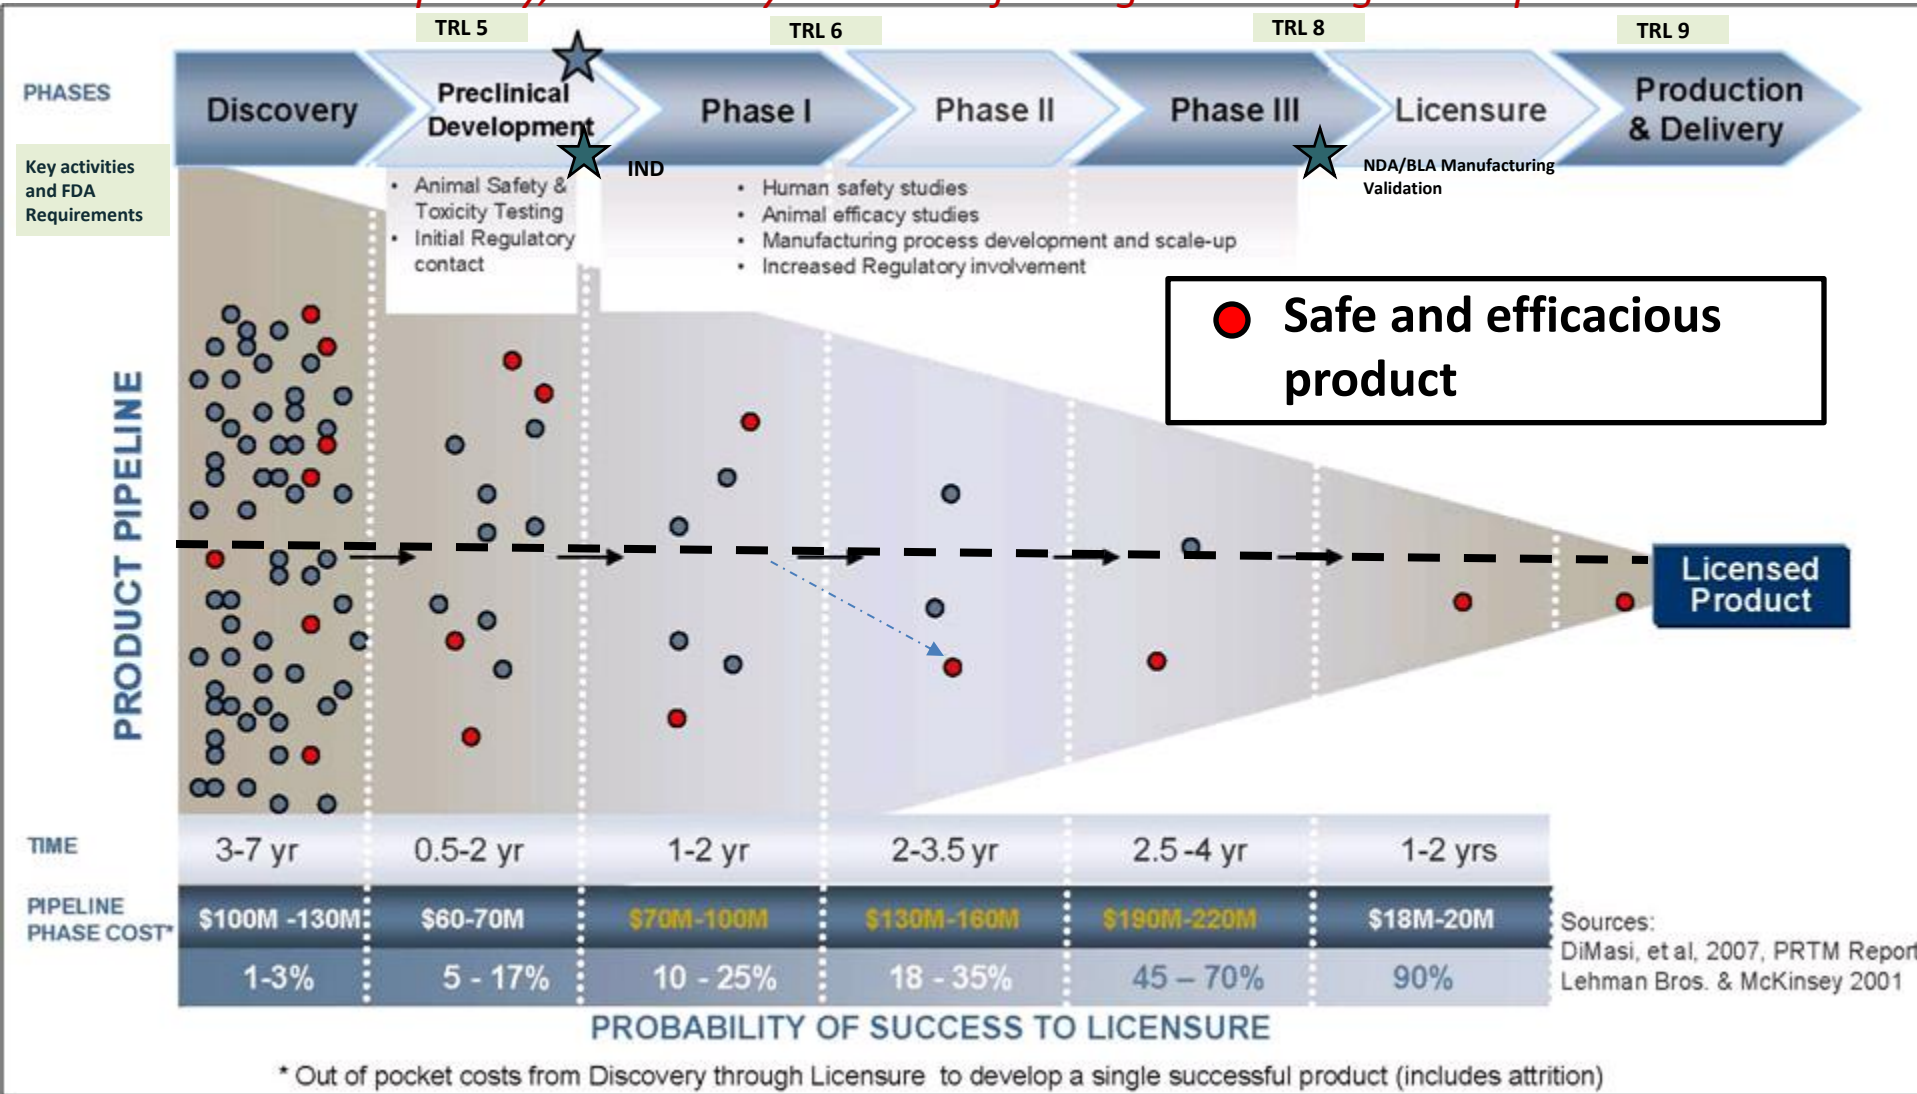 TRL 5
TRL 6
TRL 8
TRL 9
PHASES
Discovery
Preclinical
Development
Phase I
Phase II
Phase III
Licensure
Production
& Delivery
Key activities
and FDA
Requirements
• Animal Safety &
Toxicity Testing
• Initial Regulatory
contact
IND
• Human safety studies
• Animal efficacy studies
• Manufacturing process development and scale-up
• Increased Regulatory involvement
NDA/BLA Manufacturing
Validation
Safe and efficacious
product
PRODUCT PIPELINE
Licensed
Product
TIME
3-7 yr
0.5-2 yr
1-2 yr
2-3.5 yr
2.5-4 yr
1-2 yrs
PIPELINE
PHASE COST*
$100M -130M
$60-70M
$70M-100M
$130M-160M
$190M-220M
$18M-20M
1-3%
5 - 17%
10 - 25%
18 - 35%
45 – 70%
90%
Sources:
DiMasi, et al, 2007, PRTM Report
Lehman Bros. & McKinsey 2001
PROBABILITY OF SUCCESS TO LICENSURE
* Out of pocket costs from Discovery through Licensure to develop a single successful product (includes attrition)